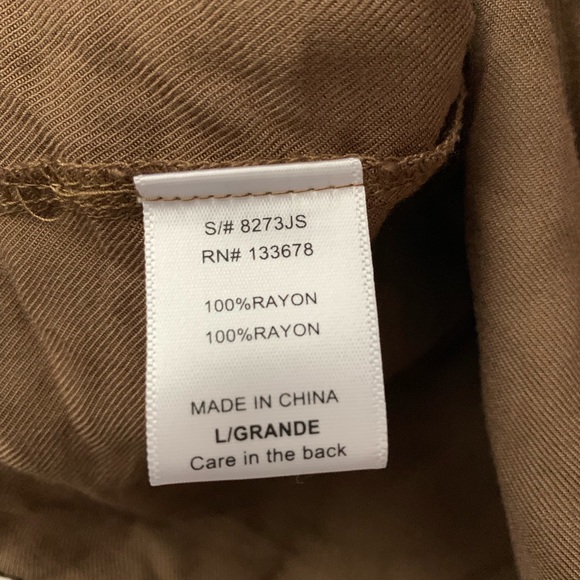 S/# 8273JS
RN# 133678
100%RAYON
100%RAYON
MADE IN CHINA
L/GRANDE
Care in the back